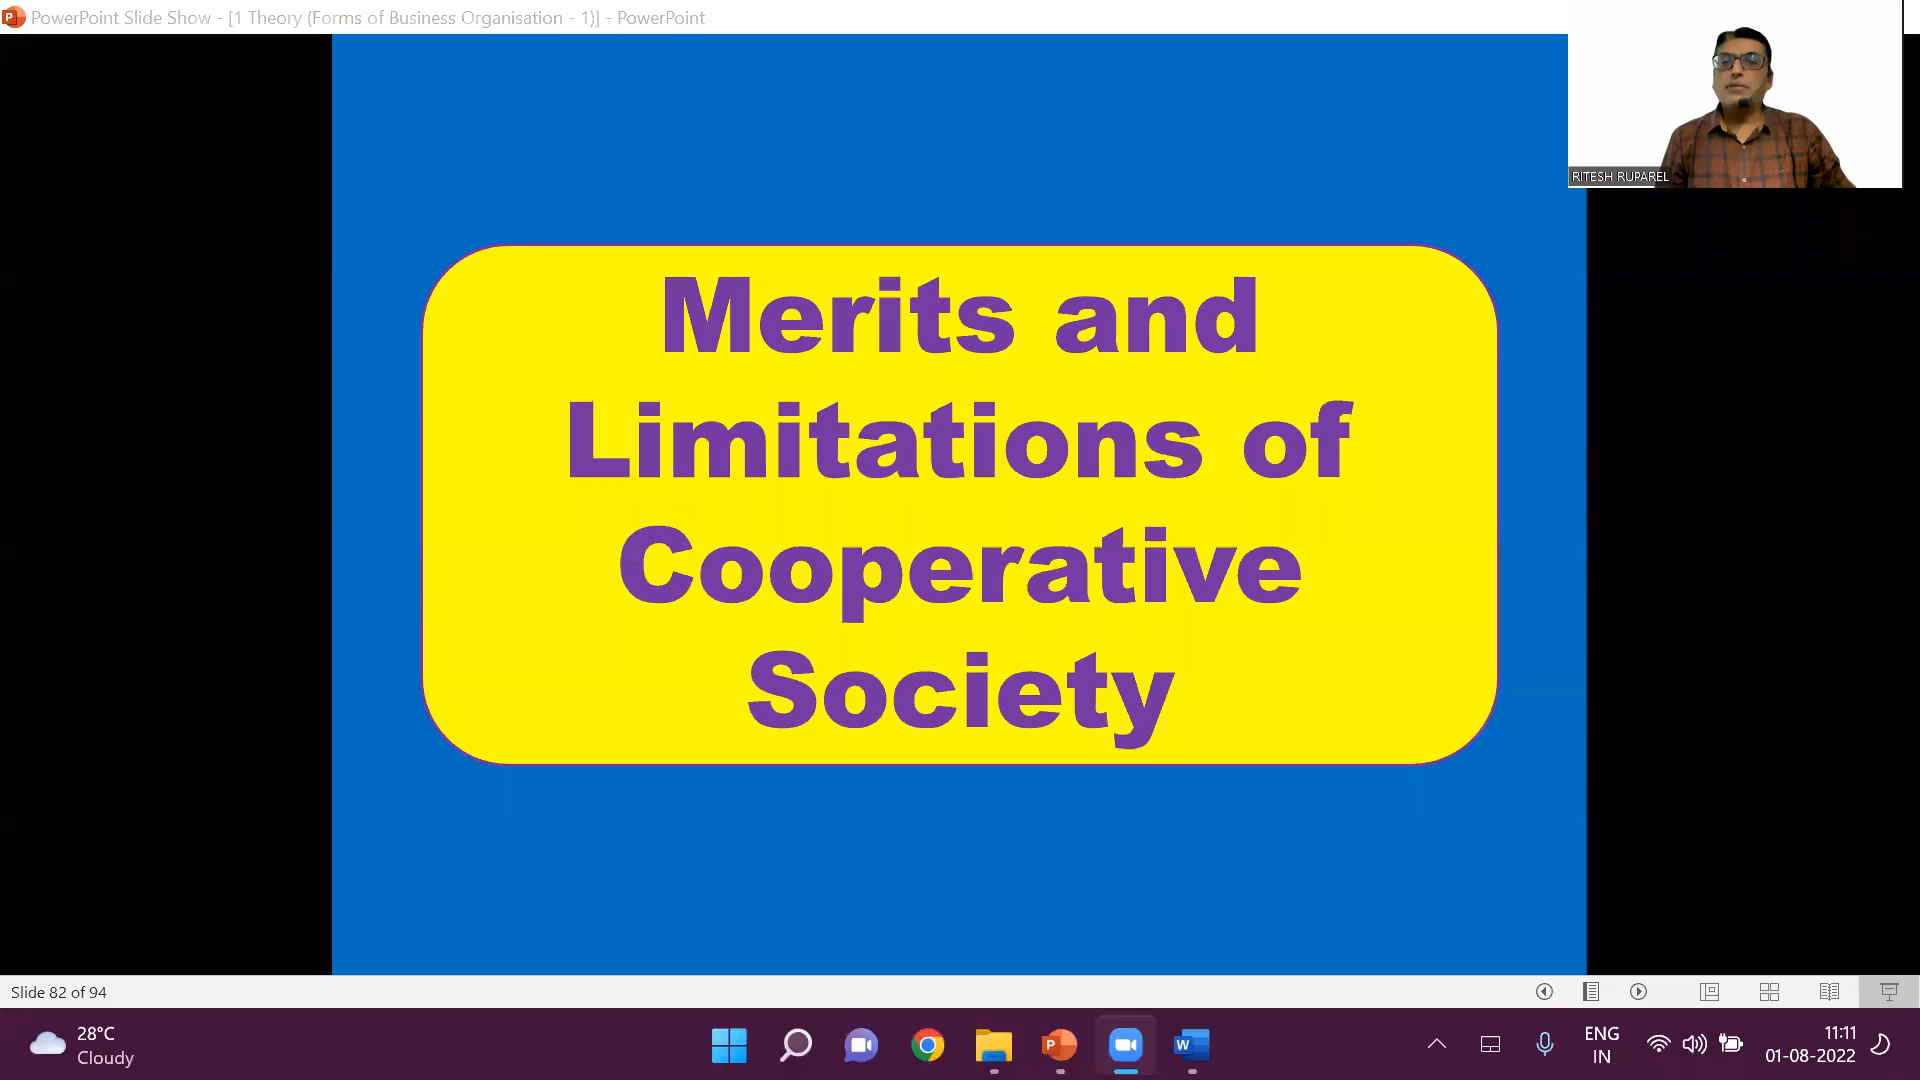 PowerPoint Slide Show - [1 Theory (Forms of Business Organisation - 1)] - PowerPoint
RITESH RUPAREL
Merits and
Limitations of
Cooperative
Society
Slide 82 of 94
28°C
Cloudy
ENG
IN
11:11
01-08-2022